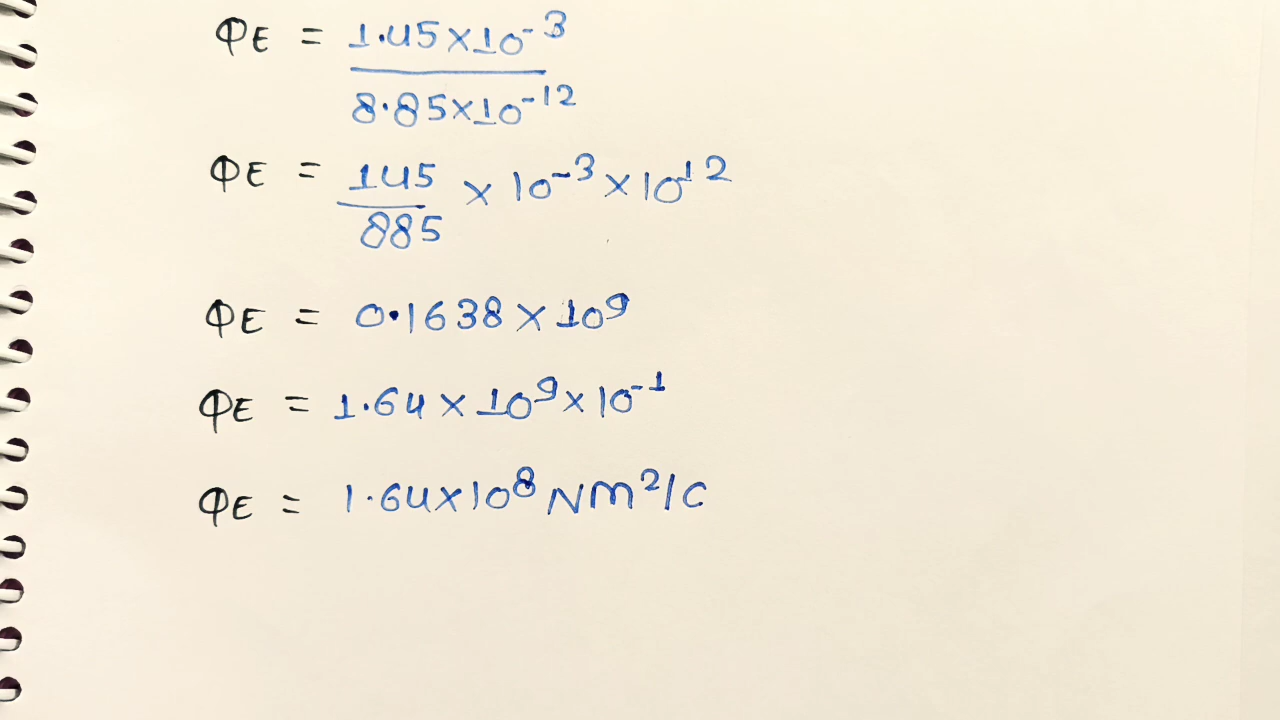 ΦE = 1.45×10⁻³
8.85×10⁻¹²
ΦE = 145 × 10⁻³ × 10¹²
885
ΦE = 0.1638 × 10⁹
ΦE = 1.64 × 10⁹ × 10⁻¹
ΦE = 1.64×10⁸ Nm²/C